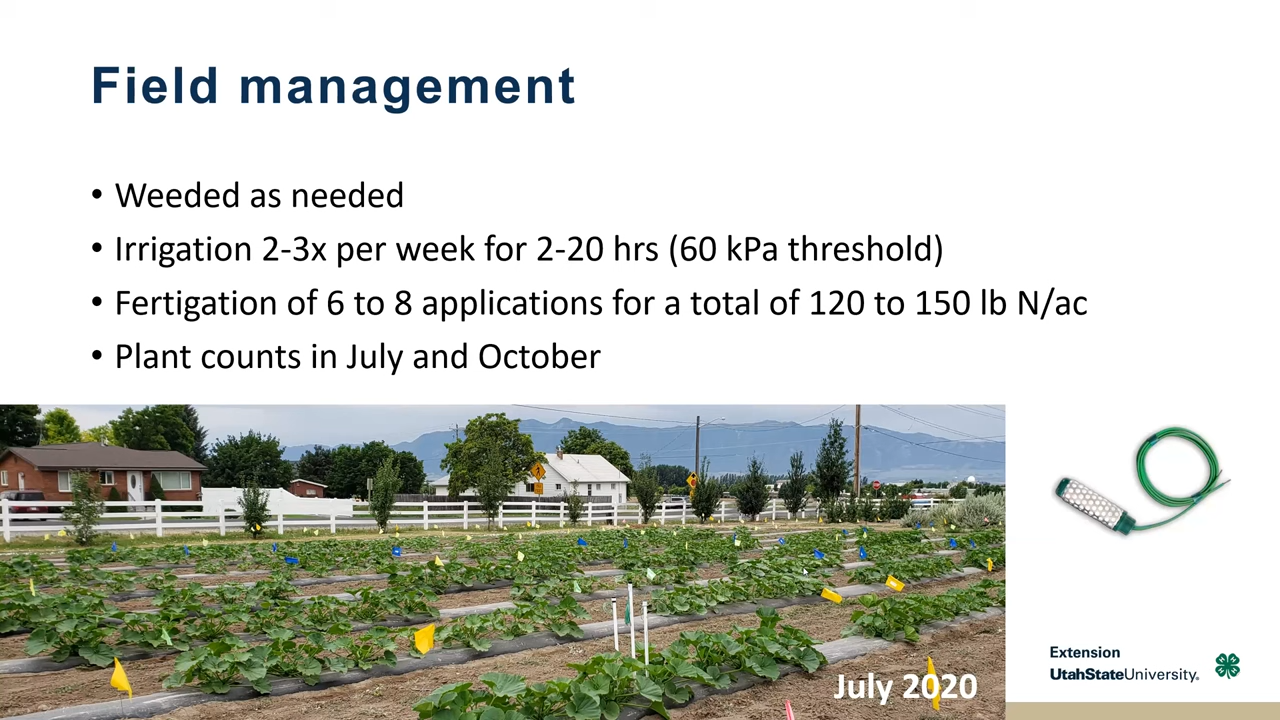 Field management
• Weeded as needed
• Irrigation 2-3x per week for 2-20 hrs (60 kPa threshold)
• Fertigation of 6 to 8 applications for a total of 120 to 150 lb N/ac
• Plant counts in July and October
July 2020
Extension
UtahStateUniversity®